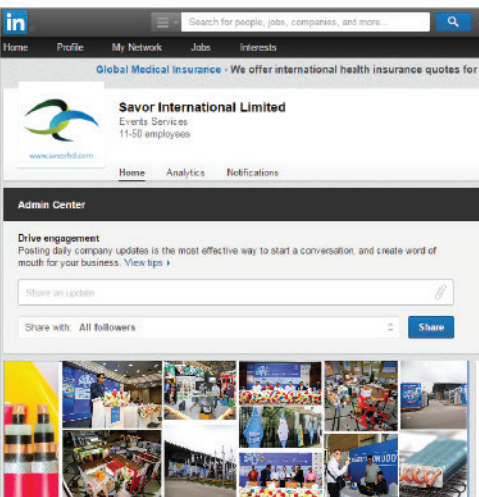 in
Search for people, jobs, companies, and more...
Home Profile My Network Jobs Interests
Global Medical Insurance - We offer international health insurance quotes for
Savor International Limited
Events Services
11-50 employees
www.savorltd.com
Home Analytics Notifications
Admin Center
Drive engagement
Posting daily company updates is the most effective way to start a conversation, and create word of
mouth for your business. View tips
Share an update
Share with: All followers
Share